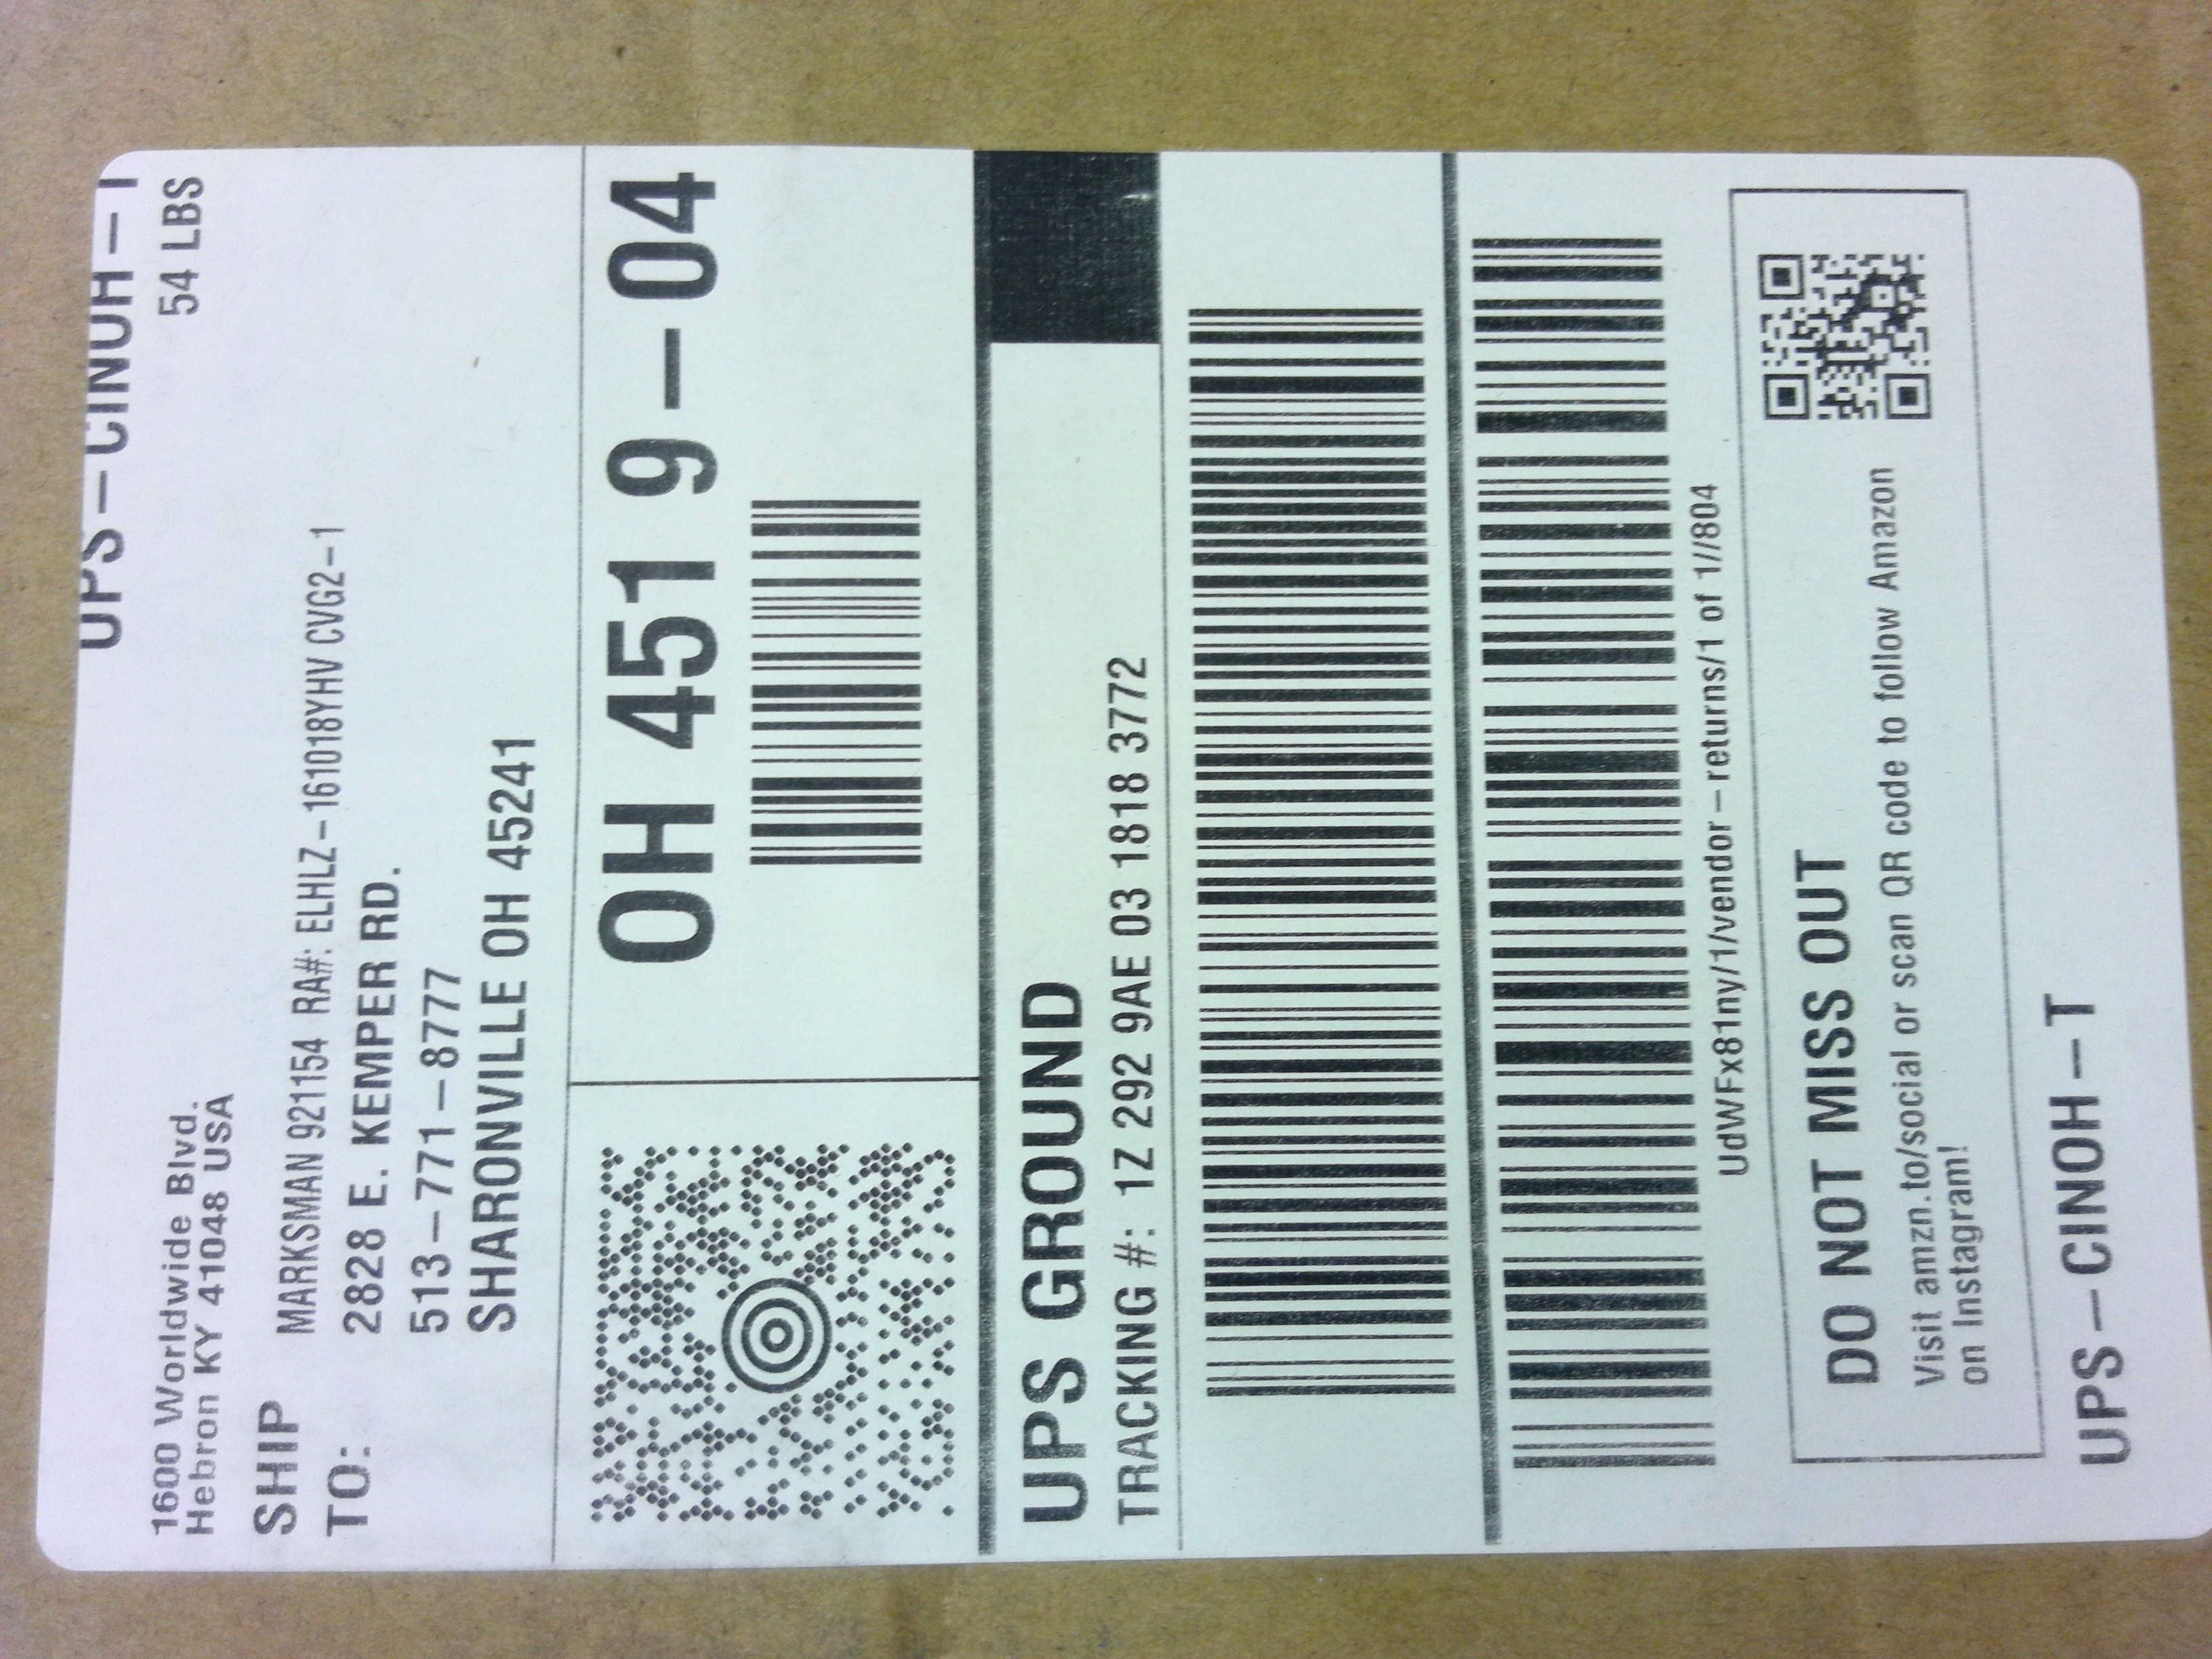 UPS-CINOH-T
1600 Worldwide Blvd.
Hebron KY 41048 USA
54 LBS
SHIP
TO:
MARKSMAN 921154 RA#: ELHLZ-161018YHV CVG2-1
2828 E. KEMPER RD.
513-771-8777
SHARONVILLE OH 45241
OH 451 9-04
UPS GROUND
TRACKING #: 1Z 292 9AE 03 1818 3772
UdWFx81ny/1/vendor-returns/1 of 1//804
DO NOT MISS OUT
Visit amzn.to/social or scan QR code to follow Amazon
on Instagram!
UPS-CINOH-T